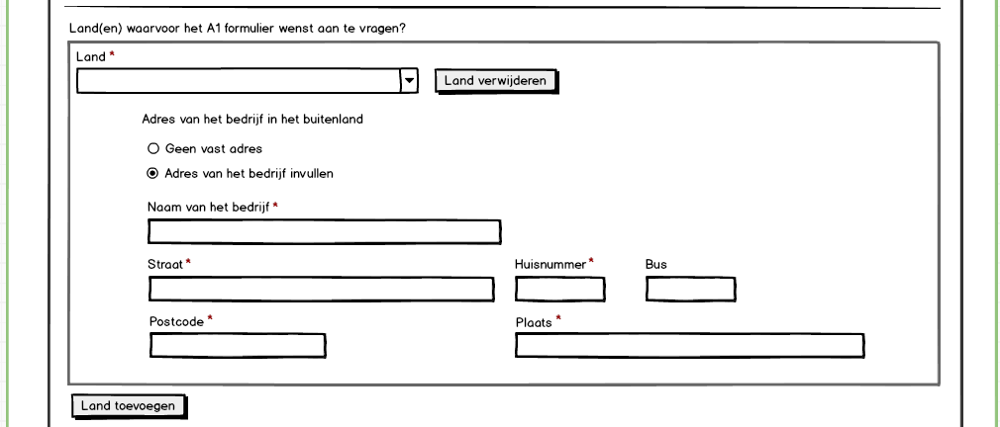 Land(en) waarvoor het A1 formulier wenst aan te vragen?
Land *
Land verwijderen
Adres van het bedrijf in het buitenland
Geen vast adres
Adres van het bedrijf invullen
Naam van het bedrijf *
Straat * Huisnummer * Bus
Postcode * Plaats *
Land toevoegen